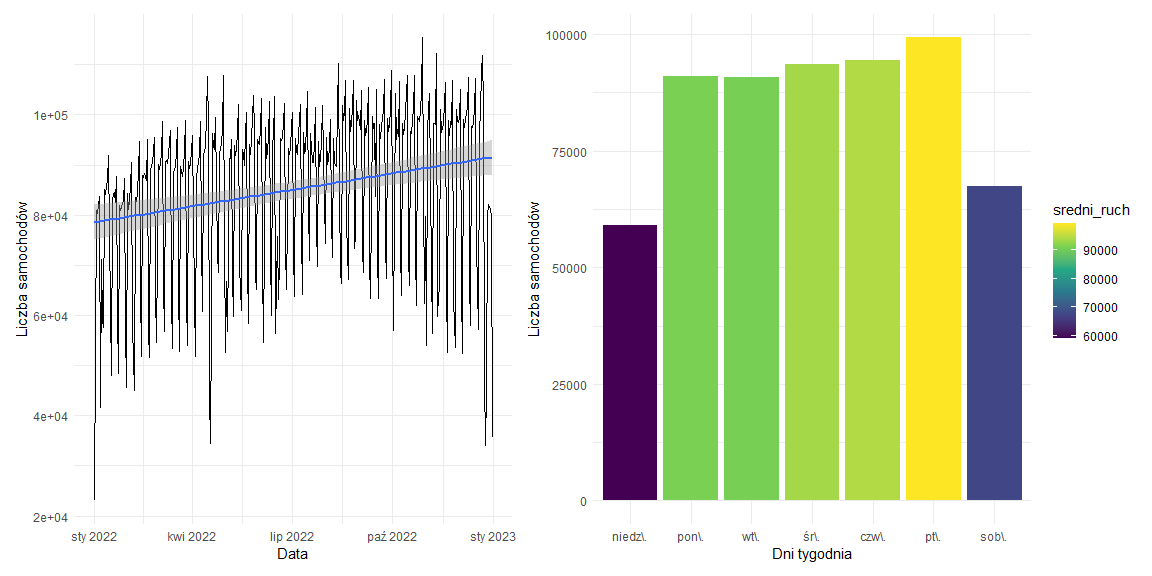 Liczba samochodów
1e+05
8e+04
6e+04
4e+04
2e+04
sty 2022
kwi 2022
lip 2022
paź 2022
sty 2023
Data
Liczba samochodów
100000
75000
50000
25000
0
niedz\.
pon\.
wt\.
śr\.
czw\.
pt\.
sob\.
Dni tygodnia
sredni_ruch
90000
80000
70000
60000